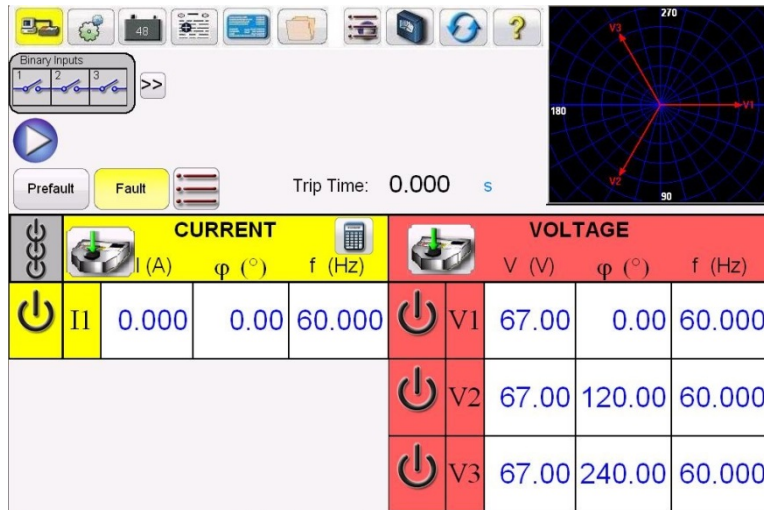 48
?
270
V3
Binary Inputs
1 2 3
>>
180
V1
V2
90
Prefault Fault Trip Time: 0.000 s
CURRENT VOLTAGE
I (A) φ (°) f (Hz) V (V) φ (°) f (Hz)
I1 0.000 0.00 60.000 V1 67.00 0.00 60.000
V2 67.00 120.00 60.000
V3 67.00 240.00 60.000